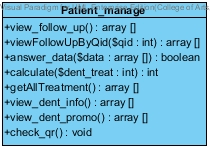 Visual Paradigm Standard Edition(College of Arts
Patient_manage
+view_follow_up() : array []
+viewFollowUpByQid($qid : int) : array []
+answer_data($data : array []) : boolean
+calculate($dent_treat : int) : int
+getAllTreatment() : array []
+view_dent_info() : array []
+view_dent_promo() : array []
+check_qr() : void